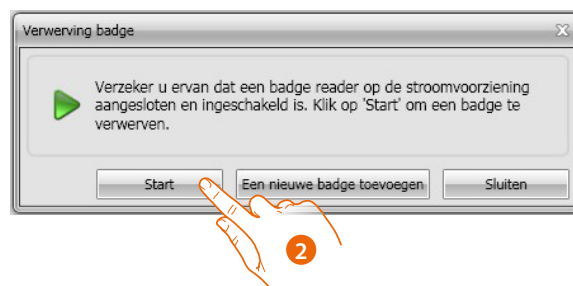 Verwerving badge
Verzeker u ervan dat een badge reader op de stroomvoorziening
aangesloten en ingeschakeld is. Klik op 'Start' om een badge te
verwerven.
Start
Een nieuwe badge toevoegen
Sluiten
2